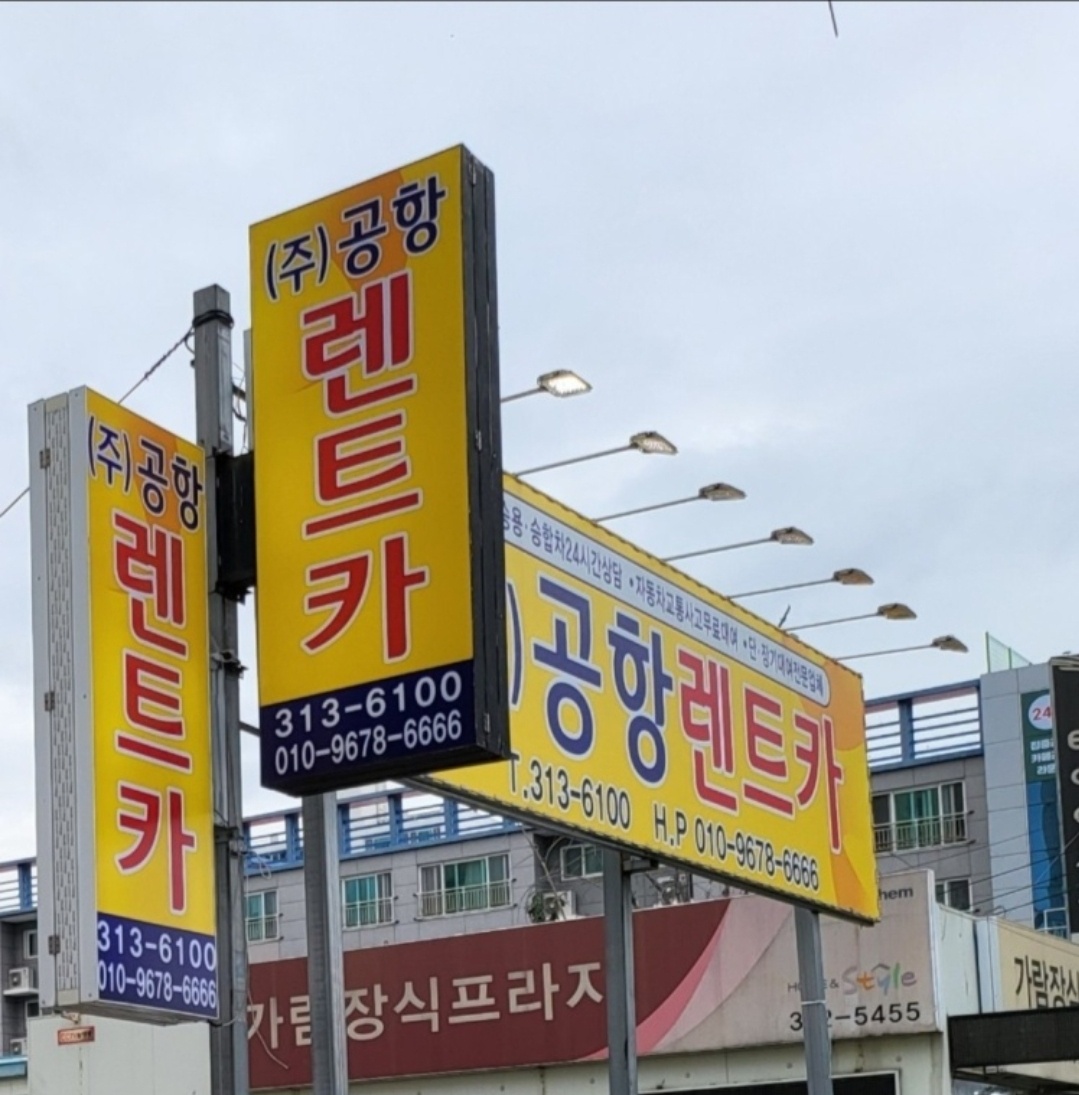 (주)공항
렌트카
313-6100
010-9678-6666
(주)공항
렌트카
313-6100
010-9678-6666
승용·승합차24시간상담 •자동차교통사고무료대여 •단·장기대여전문업체
)공항렌트카
T.313-6100 H.P 010-9678-6666
가람장식프라자
hem
Style
-5455
24
가람장식